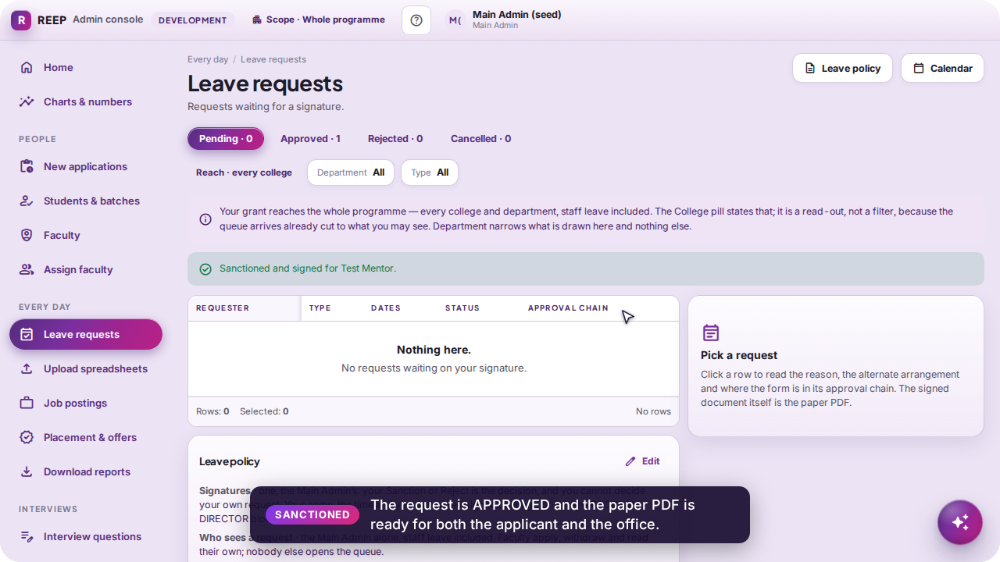 R REEP Admin console DEVELOPMENT Scope · Whole programme M( Main Admin (seed)
Main Admin
Home
Charts & numbers
PEOPLE
New applications
Students & batches
Faculty
Assign faculty
EVERY DAY
Leave requests
Upload spreadsheets
Job postings
Placement & offers
Download reports
INTERVIEWS
Interview questions
Every day / Leave requests
Leave requests
Requests waiting for a signature.
Leave policy Calendar
Pending · 0 Approved · 1 Rejected · 0 Cancelled · 0
Reach · every college Department All Type All
Your grant reaches the whole programme — every college and department, staff leave included. The College pill states that; it is a read-out, not a filter, because the
queue arrives already cut to what you may see. Department narrows what is drawn here and nothing else.
Sanctioned and signed for Test Mentor.
REQUESTER TYPE DATES STATUS APPROVAL CHAIN
Nothing here.
No requests waiting on your signature.
Rows: 0 Selected: 0 No rows
Pick a request
Click a row to read the reason, the alternate arrangement
and where the form is in its approval chain. The signed
document itself is the paper PDF.
Leave policy Edit
Signatures · one, the Main Admin's: your Sanction or Reject is the decision, and you cannot decide
your own request.
DIRECTOR
Who sees a request · the Main Admin alone, staff leave included. Faculty apply, withdraw and read
their own; nobody else opens the queue.
SANCTIONED The request is APPROVED and the paper PDF is
ready for both the applicant and the office.